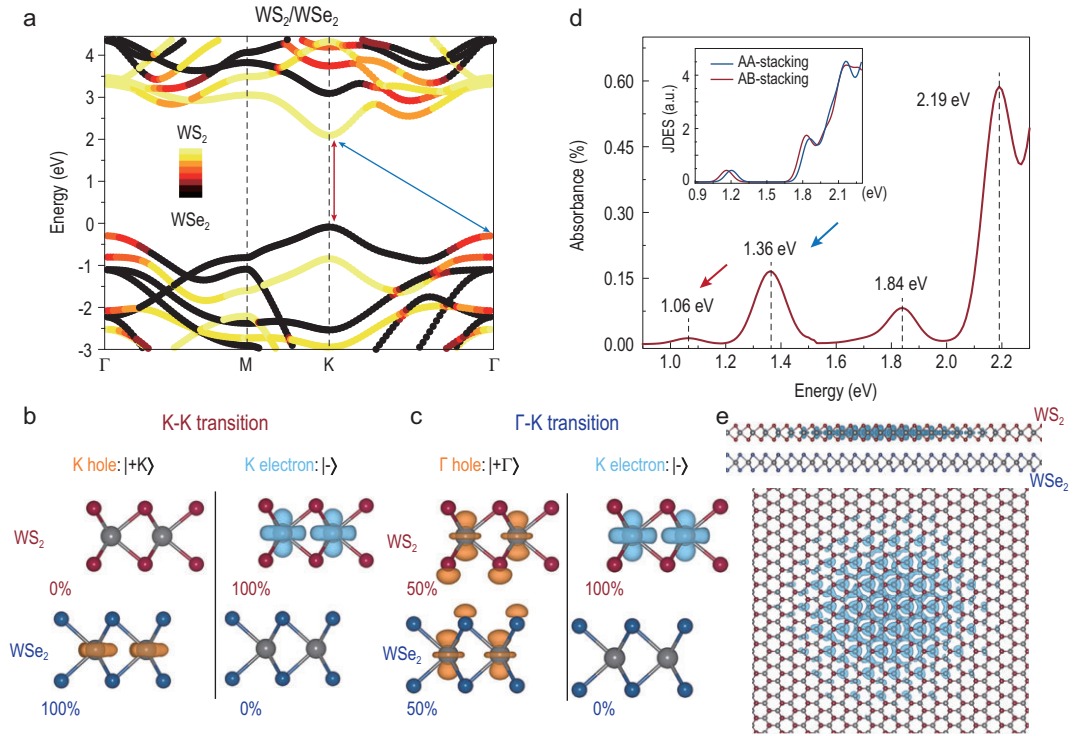 a
WS₂/WSe₂
Energy (eV)
4
3
2
1
0
-1
-2
-3
WS₂
WSe₂
Γ
M
K
Γ
d
Absorbance (%)
0.60
0.45
0.30
0.15
0.00
1.0
1.2
1.4
1.6
1.8
2.0
2.2
Energy (eV)
1.06 eV
1.36 eV
1.84 eV
2.19 eV
AA-stacking
AB-stacking
JDES (a.u.)
4
2
0
0.9
1.2
1.5
1.8
2.1
(eV)
b
K-K transition
K hole: |+K⟩
K electron: |-⟩
WS₂
0%
100%
WSe₂
100%
0%
c
Γ-K transition
Γ hole: |+Γ⟩
K electron: |-⟩
WS₂
50%
100%
WSe₂
50%
0%
e
WS₂
WSe₂